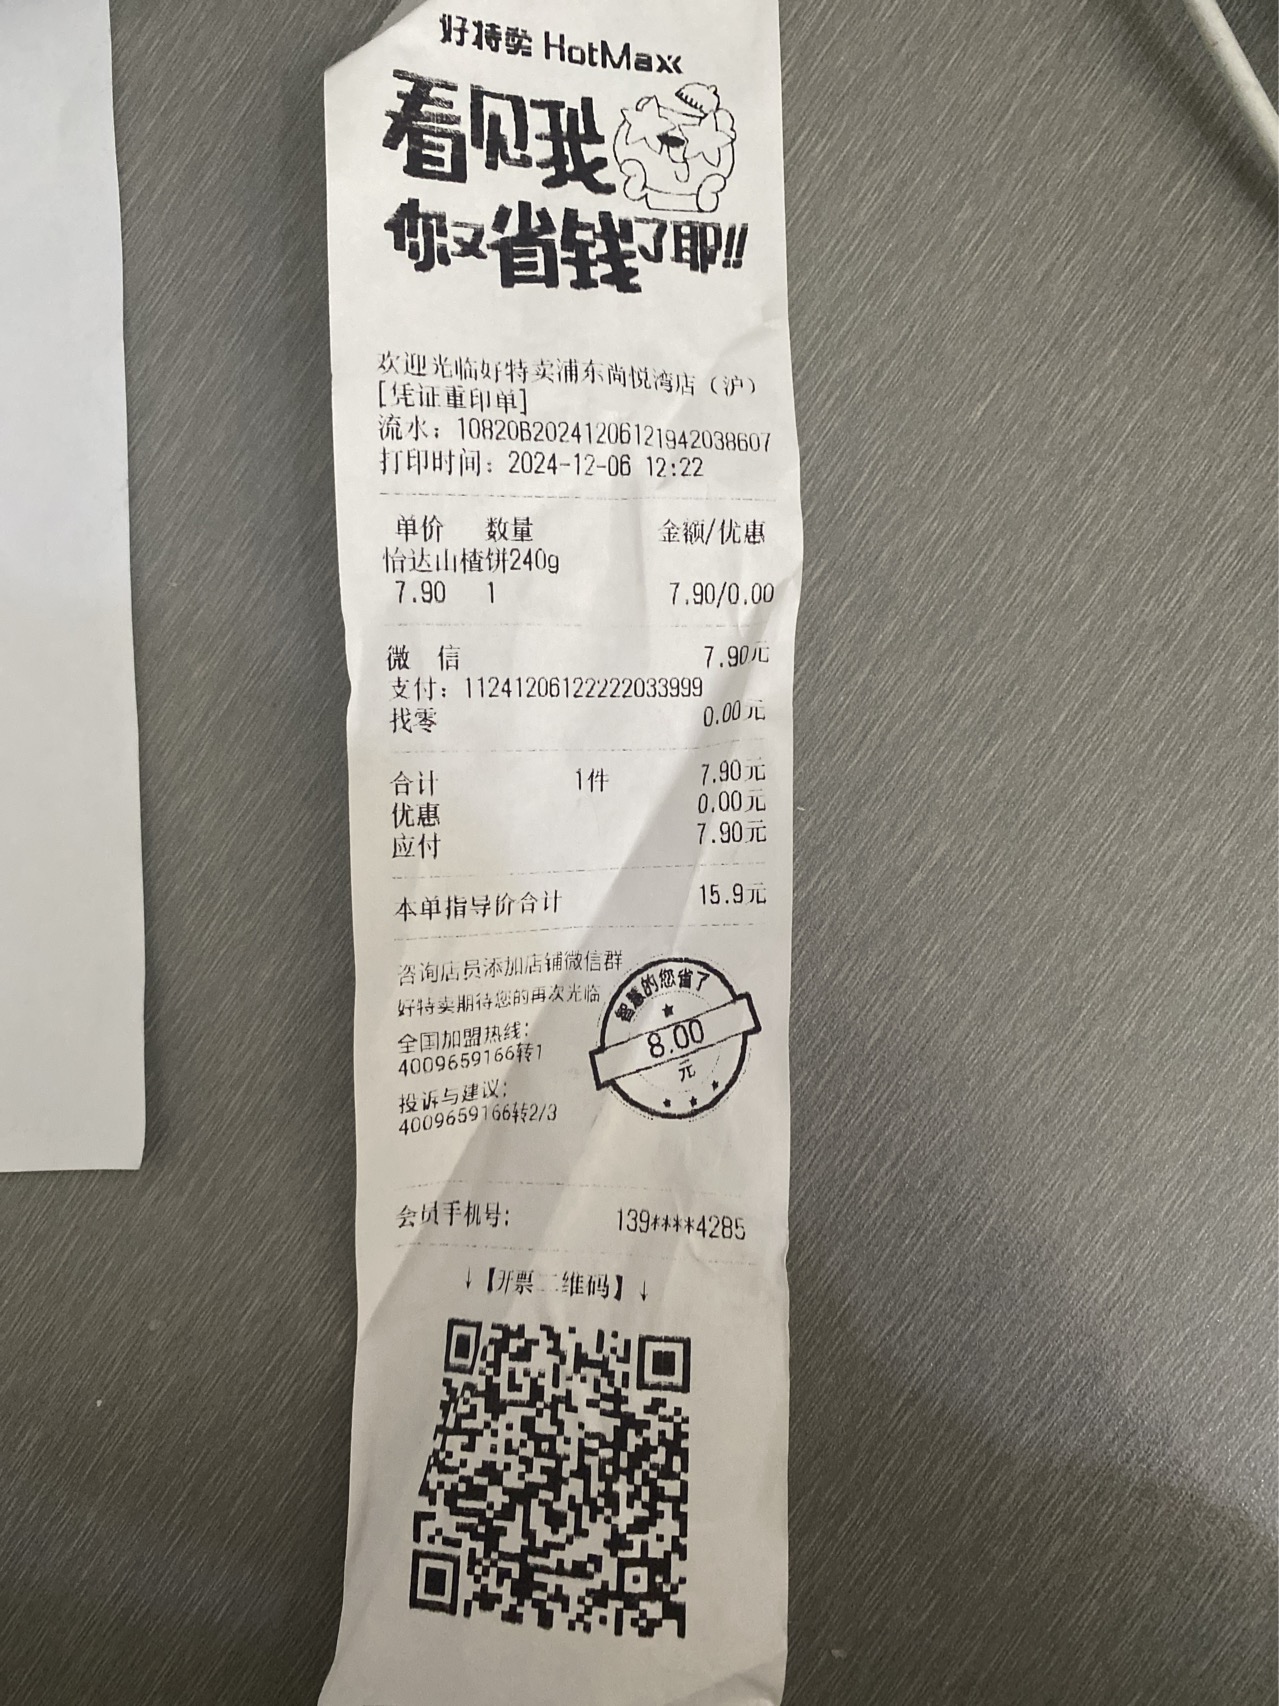 好特卖 HotMaxx
看见我
你又省钱了耶!!
欢迎光临好特卖浦东尚悦湾店（沪）
[凭证重印单]
流水：10820B20241206121942038607
打印时间：2024-12-06 12:22
单价 数量 金额/优惠
怡达山楂饼240g
7.90 1 7.90/0.00
微 信 7.90元
支付：112412061222222033999
找零 0.00元
合计 1件 7.90元
优惠 0.00元
应付 7.90元
本单指导价合计 15.9元
咨询店员添加店铺微信群
好特卖期待您的再次光临
全国加盟热线：
4009659166转1
投诉与建议：
4009659166转2/3
智慧的您省了
8.00
元
会员手机号： 139****4285
↓【开票二维码】↓